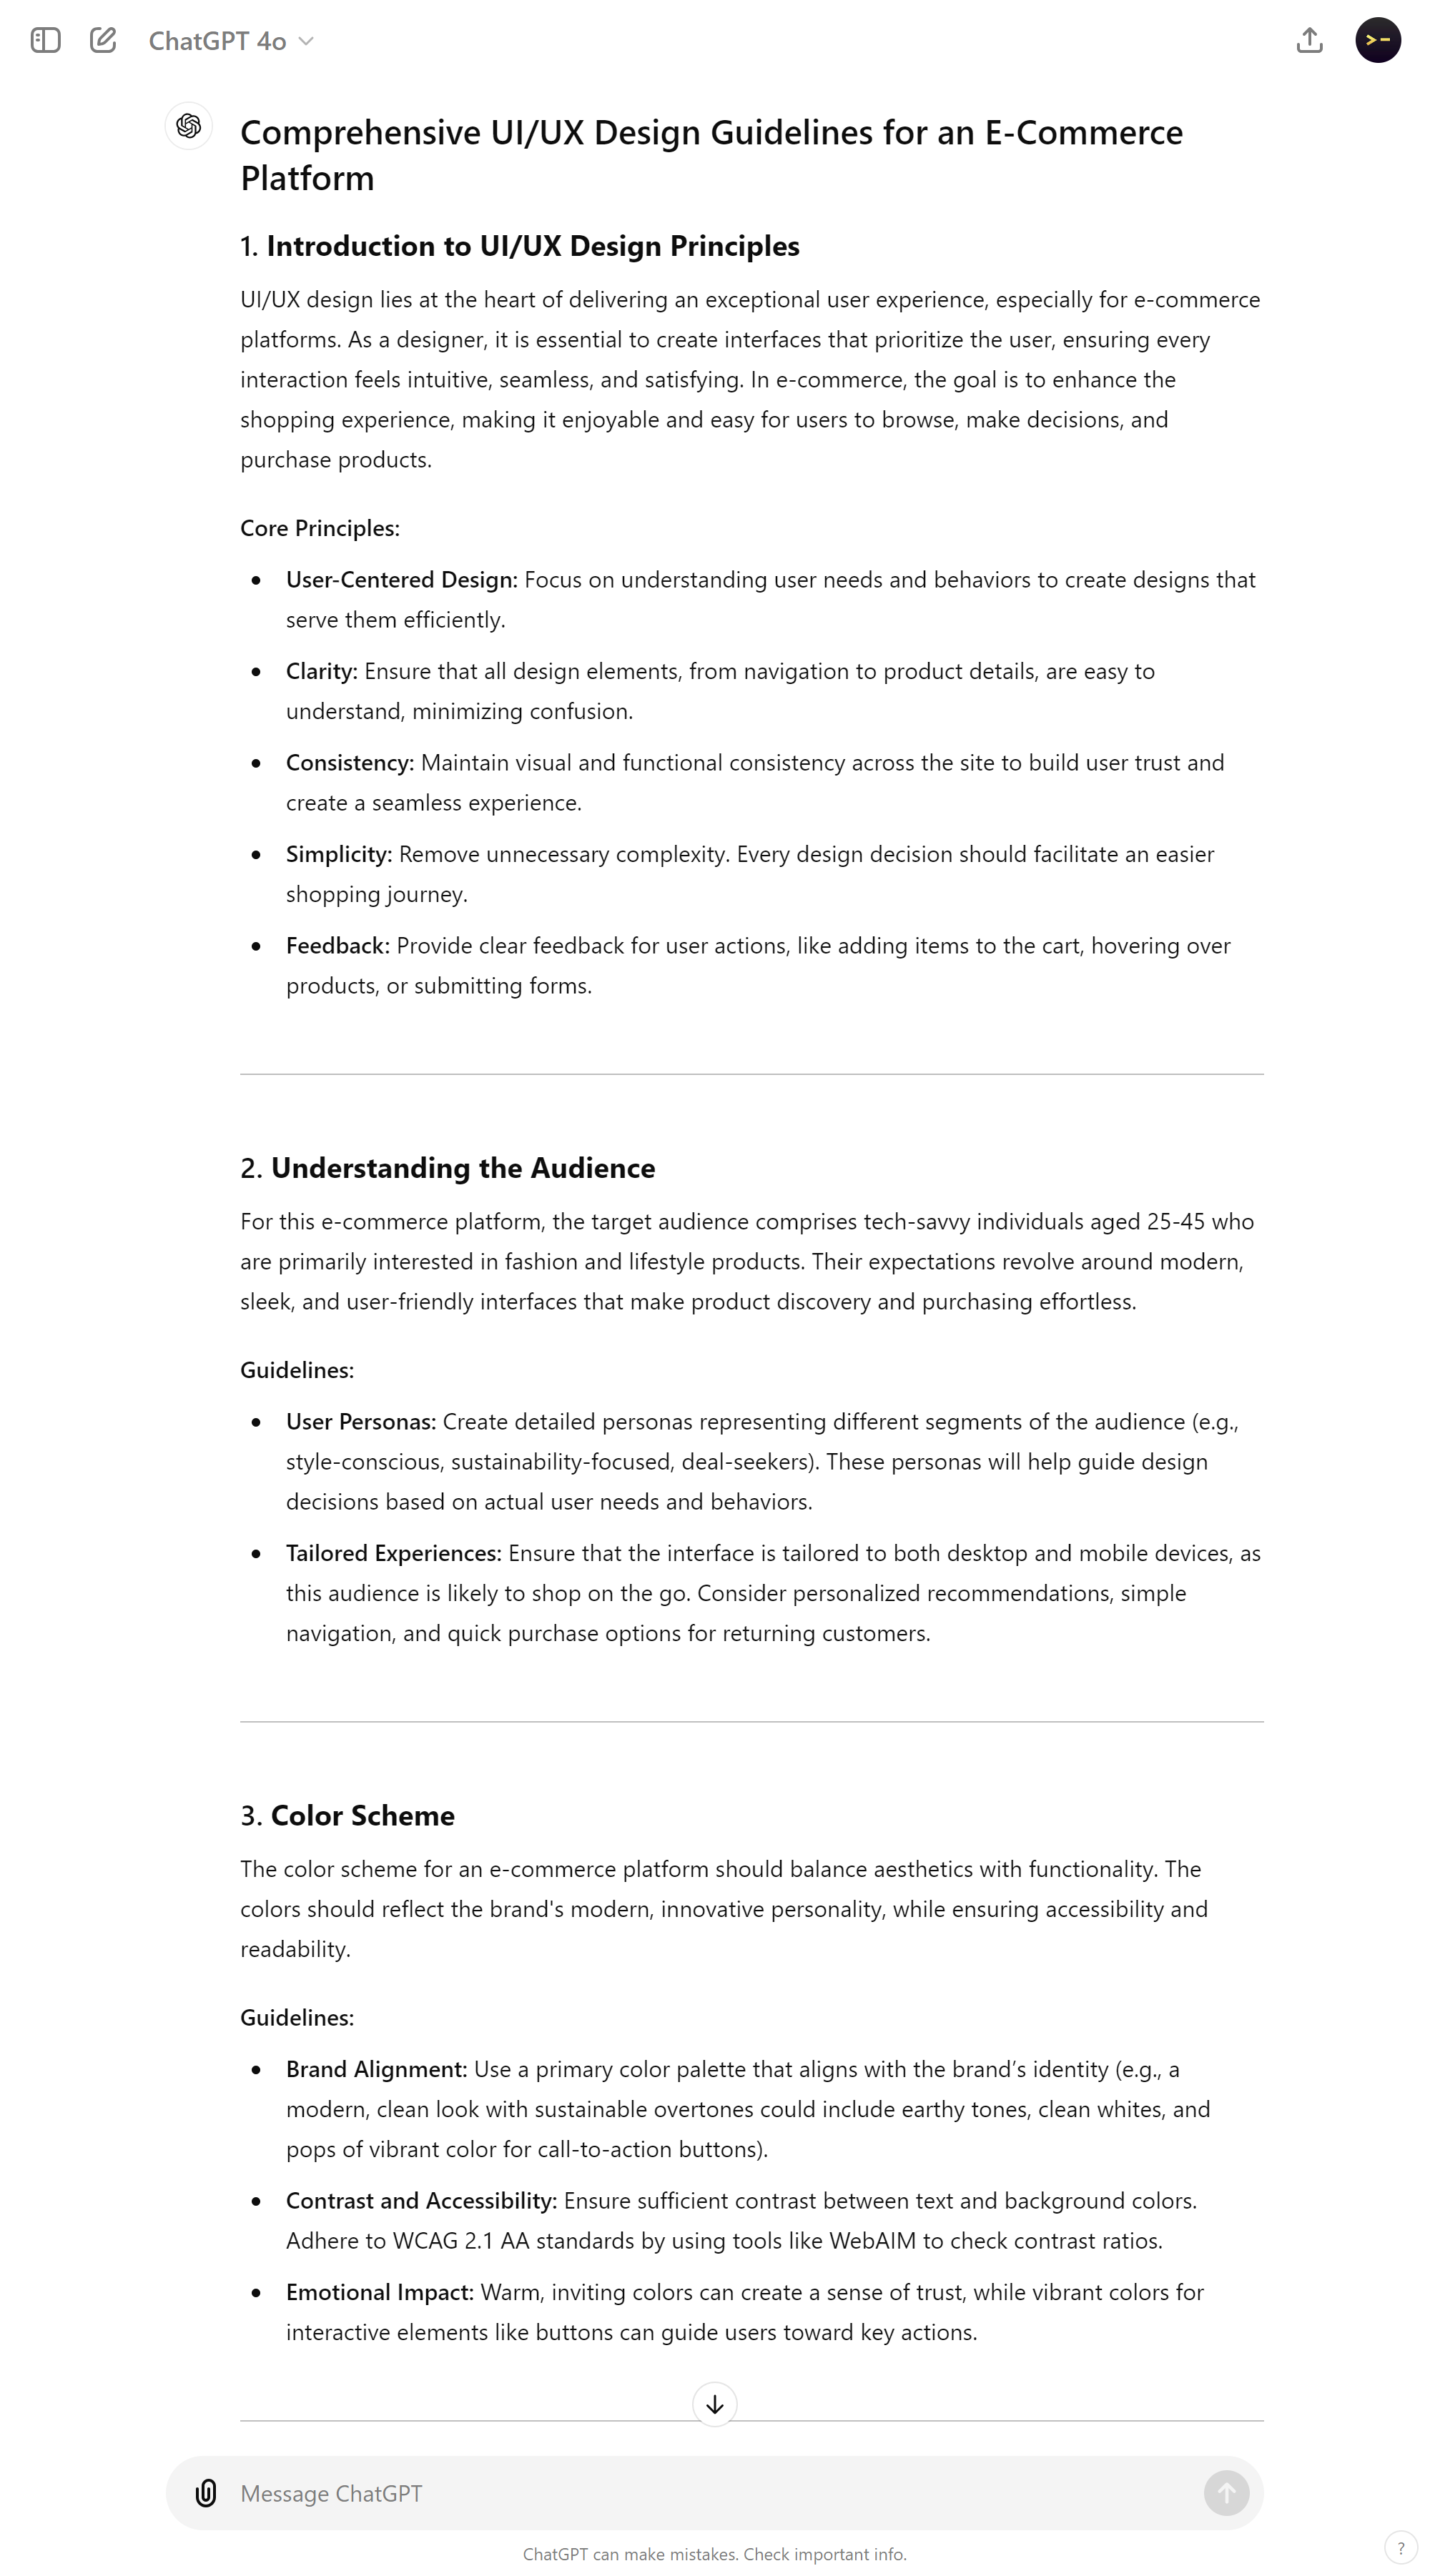 ChatGPT 4o
>-
Comprehensive UI/UX Design Guidelines for an E-Commerce
Platform
1. Introduction to UI/UX Design Principles
UI/UX design lies at the heart of delivering an exceptional user experience, especially for e-commerce
platforms. As a designer, it is essential to create interfaces that prioritize the user, ensuring every
interaction feels intuitive, seamless, and satisfying. In e-commerce, the goal is to enhance the
shopping experience, making it enjoyable and easy for users to browse, make decisions, and
purchase products.
Core Principles:
• User-Centered Design: Focus on understanding user needs and behaviors to create designs that
serve them efficiently.
• Clarity: Ensure that all design elements, from navigation to product details, are easy to
understand, minimizing confusion.
• Consistency: Maintain visual and functional consistency across the site to build user trust and
create a seamless experience.
• Simplicity: Remove unnecessary complexity. Every design decision should facilitate an easier
shopping journey.
• Feedback: Provide clear feedback for user actions, like adding items to the cart, hovering over
products, or submitting forms.
2. Understanding the Audience
For this e-commerce platform, the target audience comprises tech-savvy individuals aged 25-45 who
are primarily interested in fashion and lifestyle products. Their expectations revolve around modern,
sleek, and user-friendly interfaces that make product discovery and purchasing effortless.
Guidelines:
• User Personas: Create detailed personas representing different segments of the audience (e.g.,
style-conscious, sustainability-focused, deal-seekers). These personas will help guide design
decisions based on actual user needs and behaviors.
• Tailored Experiences: Ensure that the interface is tailored to both desktop and mobile devices, as
this audience is likely to shop on the go. Consider personalized recommendations, simple
navigation, and quick purchase options for returning customers.
3. Color Scheme
The color scheme for an e-commerce platform should balance aesthetics with functionality. The
colors should reflect the brand's modern, innovative personality, while ensuring accessibility and
readability.
Guidelines:
• Brand Alignment: Use a primary color palette that aligns with the brand’s identity (e.g., a
modern, clean look with sustainable overtones could include earthy tones, clean whites, and
pops of vibrant color for call-to-action buttons).
• Contrast and Accessibility: Ensure sufficient contrast between text and background colors.
Adhere to WCAG 2.1 AA standards by using tools like WebAIM to check contrast ratios.
• Emotional Impact: Warm, inviting colors can create a sense of trust, while vibrant colors for
interactive elements like buttons can guide users toward key actions.
Message ChatGPT
ChatGPT can make mistakes. Check important info.
?